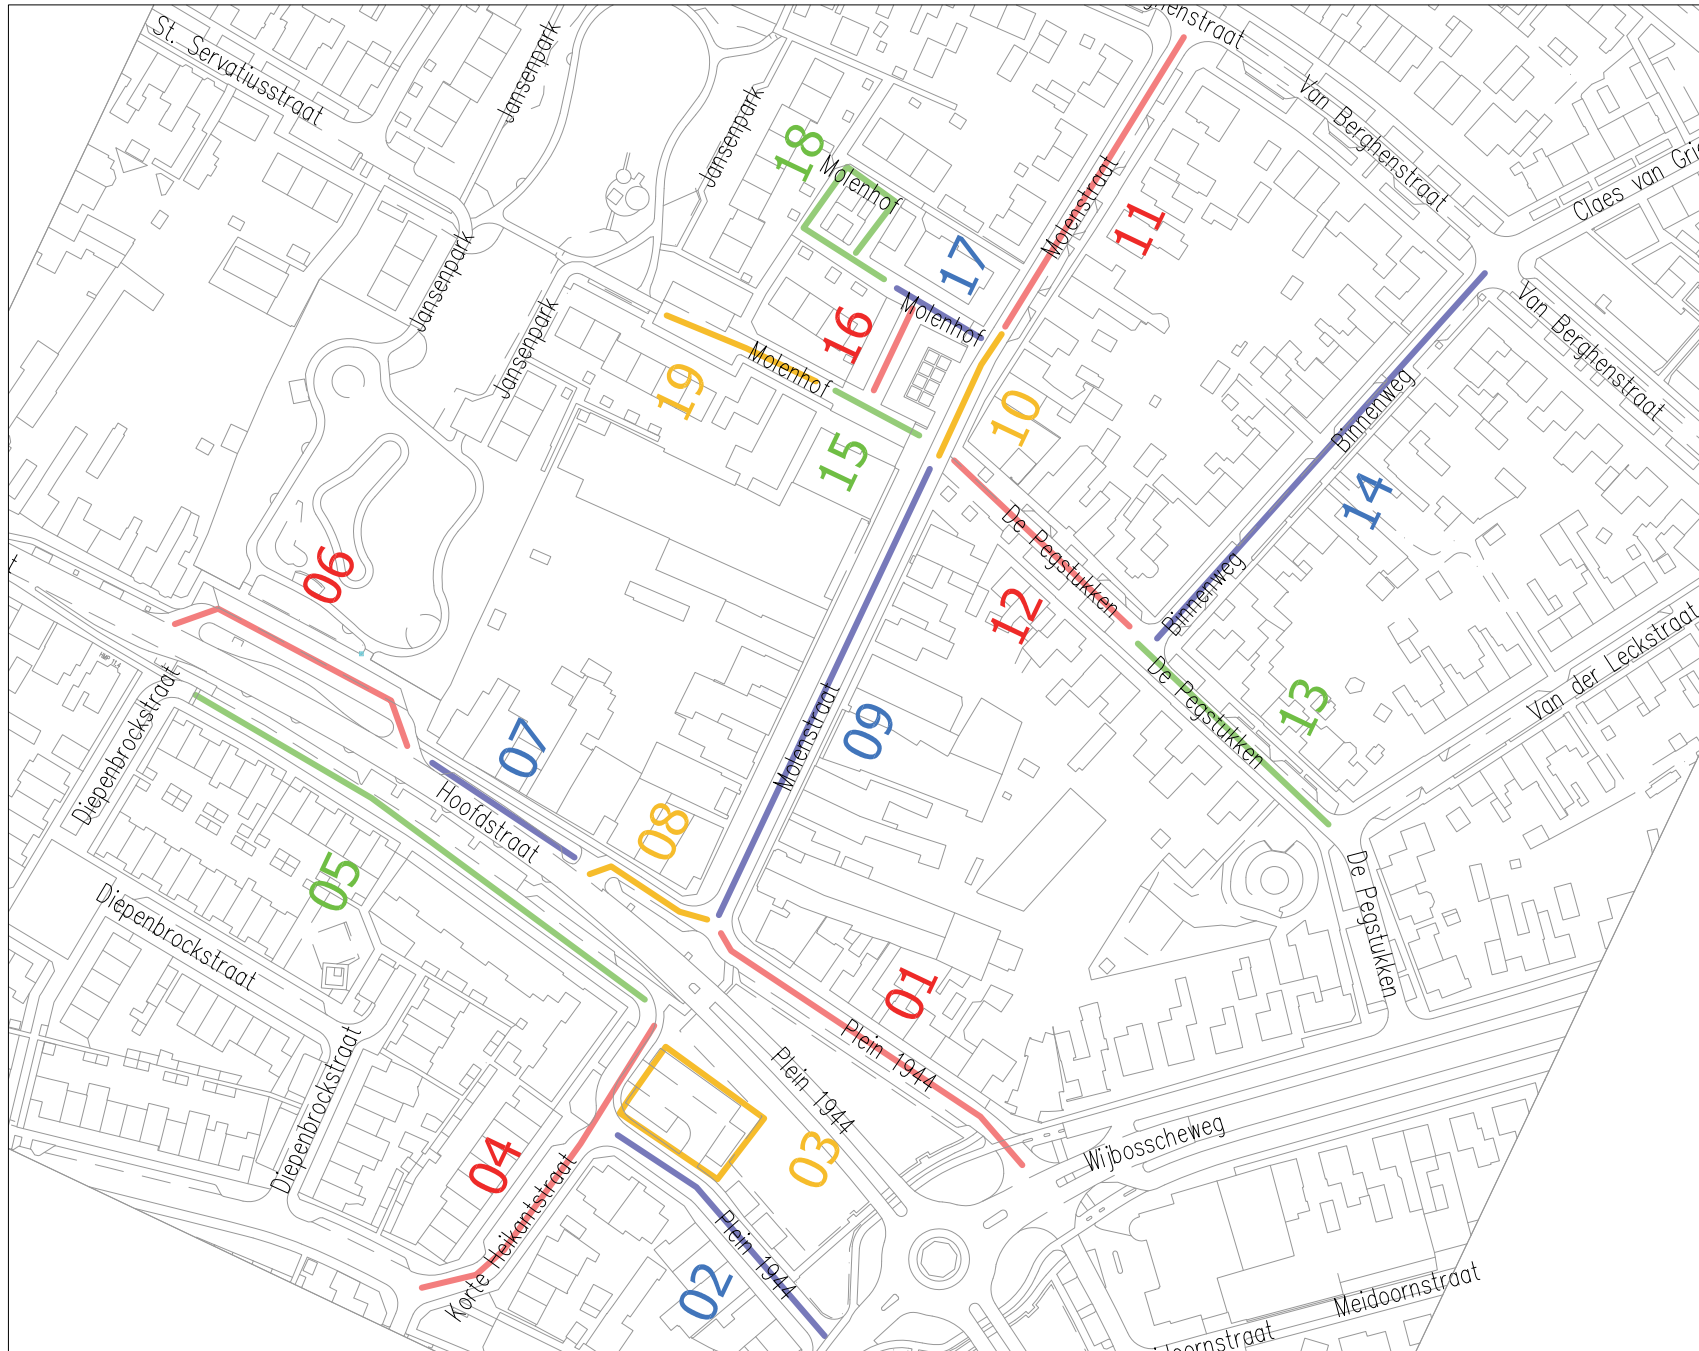 St. Servatiusstraat
Jansenpark
Jansenpark
ghenstraat
Van Berghenstraat
Claes van Grie
18
Molenhof
Molenstraat
11
17
Jansenpark
Jansenpark
Molenhof
16
Molenhof
19
10
15
Van Berghenstraat
Binnenweg
14
De Pegstukken
12
Binnenweg
t
06
Diepenbrockstraat
07
Hoofdstraat
Molenstraat
09
De Pegstukken
13
Van der Leckstraat
08
05
Diepenbrockstraat
De Pegstukken
01
Plein 1944
Plein 1944
Diepenbrockstraat
04
03
Wijbosscheweg
Korte Heikantstraat
02
Plein 1944
Meidoornstraat
doornstraat